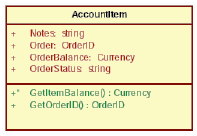 AccountItem
+ Notes: string
+ Order: OrderID
+ OrderBalance: Currency
+ OrderStatus: string
+* GetItemBalance() : Currency
+ GetOrderID() : OrderID